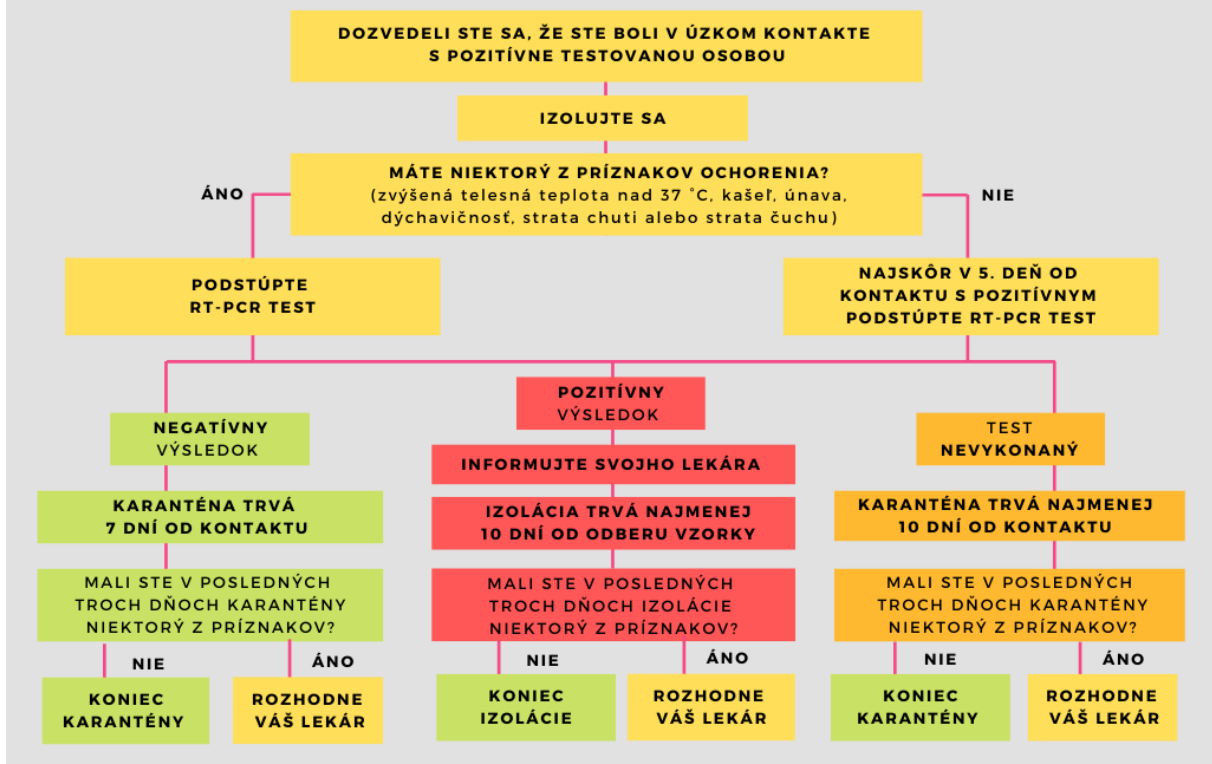 DOZVEDELI STE SA, ŽE STE BOLI V ÚZKOM KONTAKTE
S POZITÍVNE TESTOVANOU OSOBOU
IZOLUJTE SA
MÁTE NIEKTORÝ Z PRÍZNAKOV OCHORENIA?
(zvýšená telesná teplota nad 37 °C, kašeľ, únava,
dýchavičnosť, strata chuti alebo strata čuchu)
ÁNO
NIE
PODSTÚPTE
RT-PCR TEST
NAJSKÔR V 5. DEŇ OD
KONTAKTU S POZITÍVNYM
PODSTÚPTE RT-PCR TEST
NEGATÍVNY
VÝSLEDOK
KARANTÉNA TRVÁ
7 DNÍ OD KONTAKTU
MALI STE V POSLEDNÝCH
TROCH DŇOCH KARANTÉNY
NIEKTORÝ Z PRÍZNAKOV?
NIE
ÁNO
KONIEC
KARANTÉNY
ROZHODNE
VÁŠ LEKÁR
POZITÍVNY
VÝSLEDOK
INFORMUJTE SVOJHO LEKÁRA
IZOLÁCIA TRVÁ NAJMENEJ
10 DNÍ OD ODBERU VZORKY
MALI STE V POSLEDNÝCH
TROCH DŇOCH IZOLÁCIE
NIEKTORÝ Z PRÍZNAKOV?
NIE
ÁNO
KONIEC
IZOLÁCIE
ROZHODNE
VÁŠ LEKÁR
TEST
NEVYKONANÝ
KARANTÉNA TRVÁ NAJMENEJ
10 DNÍ OD KONTAKTU
MALI STE V POSLEDNÝCH
TROCH DŇOCH KARANTÉNY
NIEKTORÝ Z PRÍZNAKOV?
NIE
ÁNO
KONIEC
KARANTÉNY
ROZHODNE
VÁŠ LEKÁR